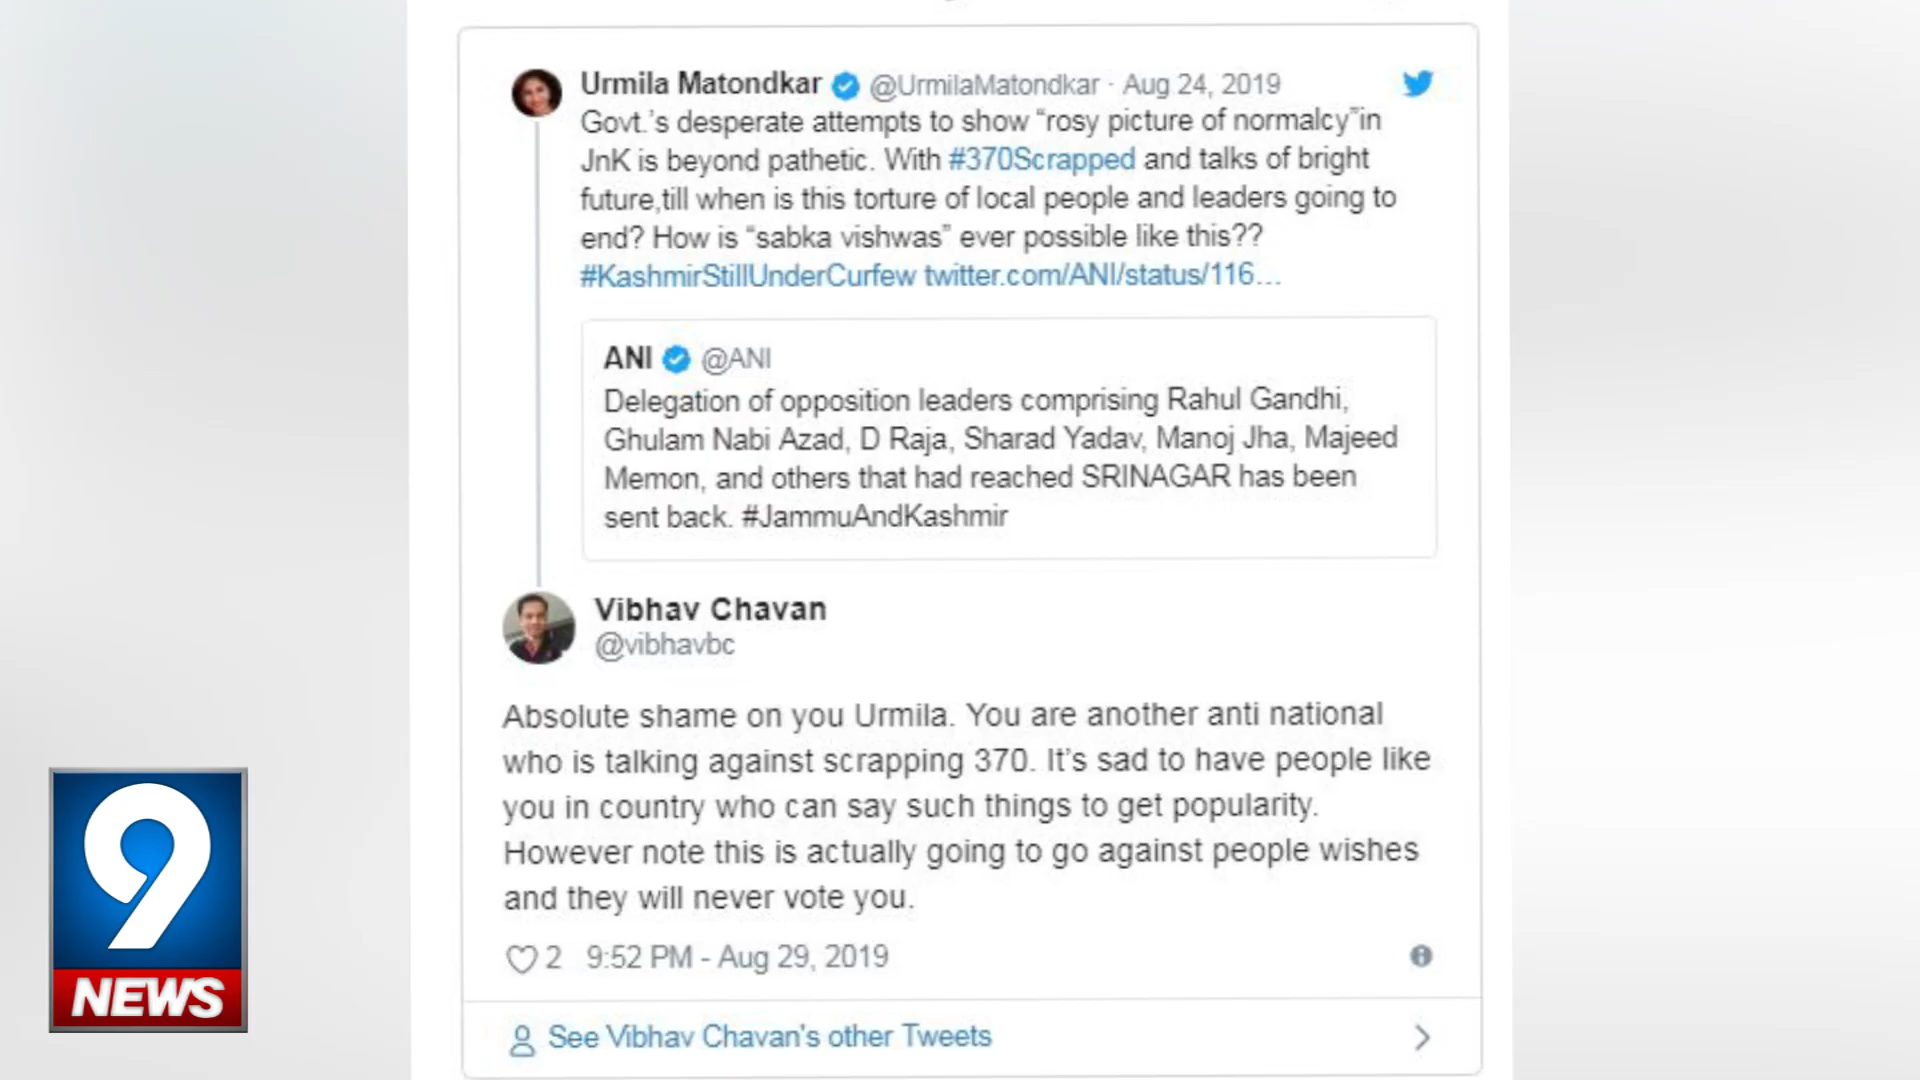 Urmila Matondkar @UrmilaMatondkar · Aug 24, 2019
Govt.'s desperate attempts to show “rosy picture of normalcy”in
JnK is beyond pathetic. With #370Scrapped and talks of bright
future,till when is this torture of local people and leaders going to
end? How is “sabka vishwas” ever possible like this??
#KashmirStillUnderCurfew twitter.com/ANI/status/116…
ANI @ANI
Delegation of opposition leaders comprising Rahul Gandhi,
Ghulam Nabi Azad, D Raja, Sharad Yadav, Manoj Jha, Majeed
Memon, and others that had reached SRINAGAR has been
sent back. #JammuAndKashmir
Vibhav Chavan
@vibhavbc
Absolute shame on you Urmila. You are another anti national
who is talking against scrapping 370. It's sad to have people like
you in country who can say such things to get popularity.
However note this is actually going to go against people wishes
and they will never vote you.
2 9:52 PM - Aug 29, 2019
See Vibhav Chavan's other Tweets
9
NEWS